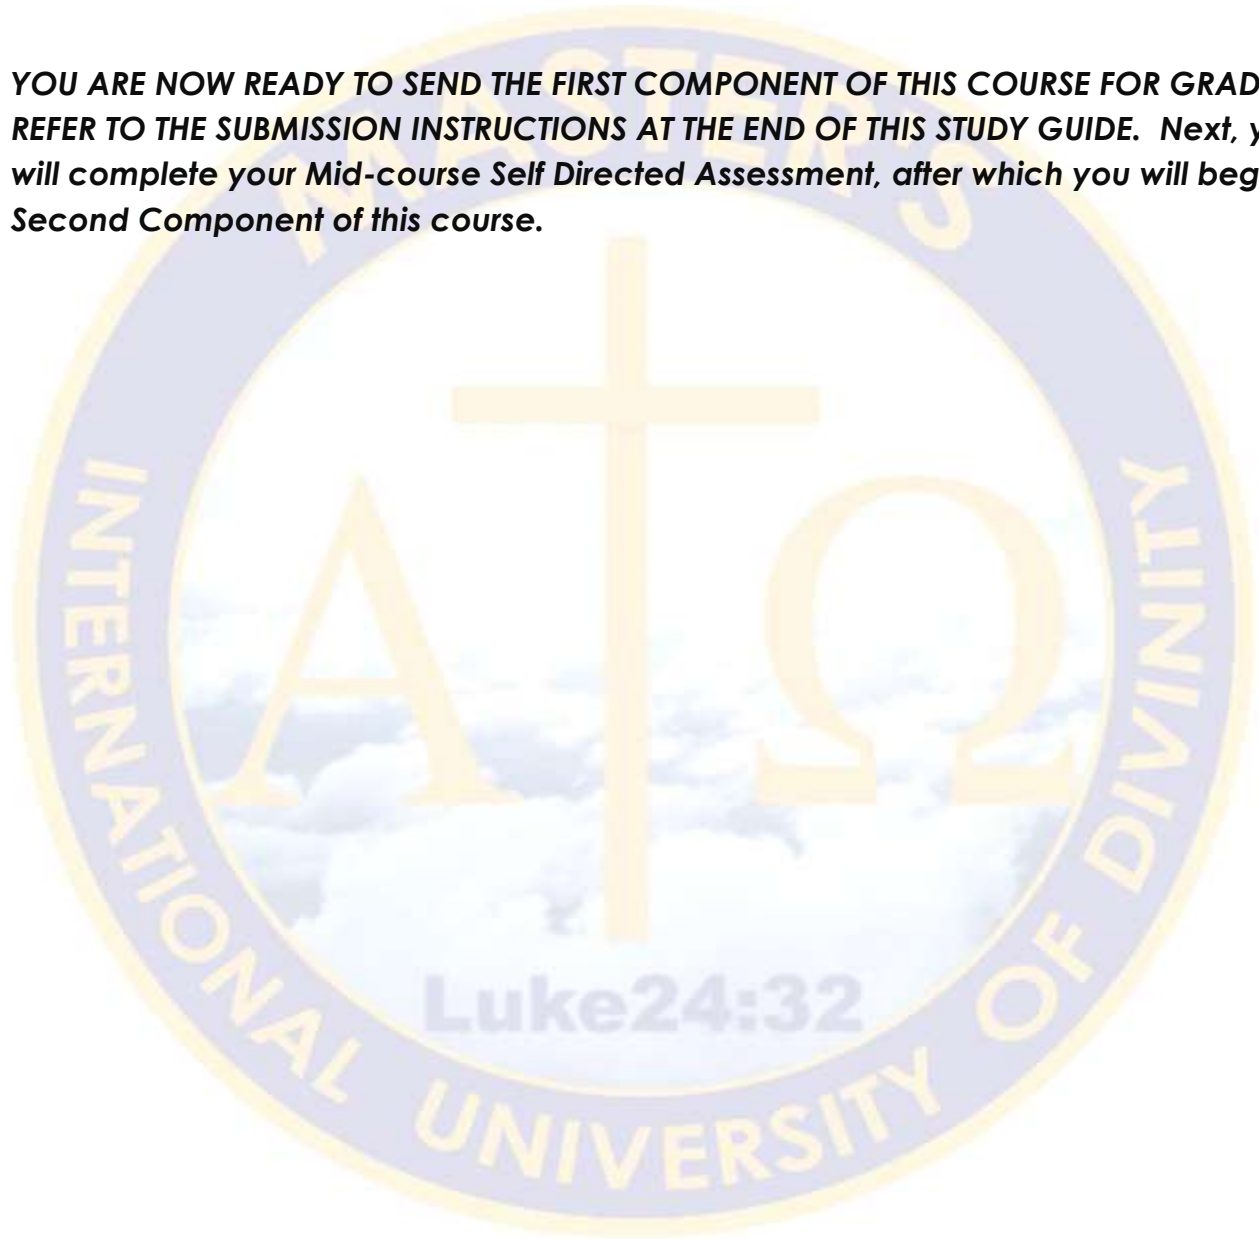 YOU ARE NOW READY TO SEND THE FIRST COMPONENT OF THIS COURSE FOR GRAD
REFER TO THE SUBMISSION INSTRUCTIONS AT THE END OF THIS STUDY GUIDE. Next, y
will complete your Mid-course Self Directed Assessment, after which you will beg
Second Component of this course.
MASTER'S
INTERNATIONAL UNIVERSITY OF DIVINITY
Α Ω
Luke24:32